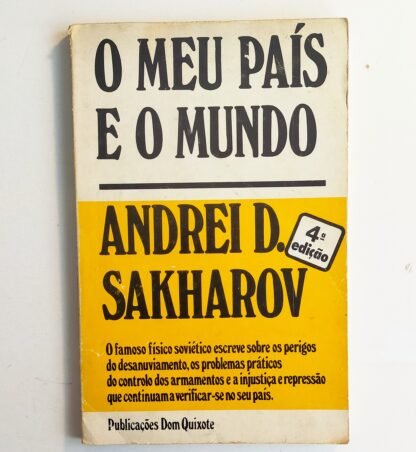 O MEU PAÍS
E O MUNDO
ANDREI D.
SAKHAROV
4.ª
edição
O famoso físico soviético escreve sobre os perigos
do desanuviamento, os problemas práticos
do controlo dos armamentos e a injustiça e repressão
que continuam a verificar-se no seu país.
Publicações Dom Quixote